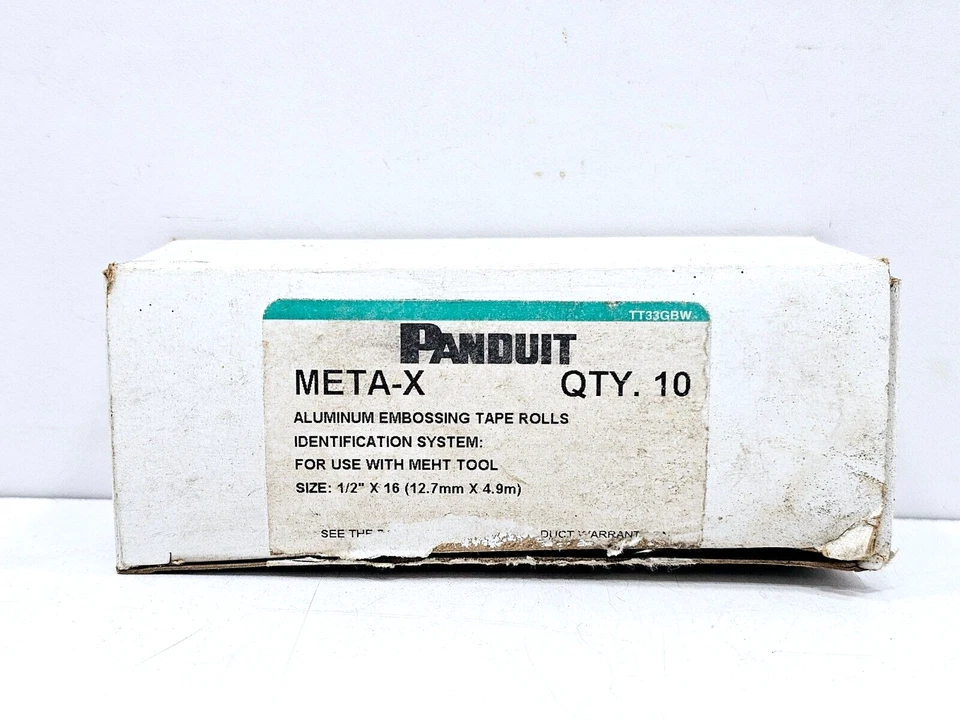 TT33GBW
PANDUIT
META-X QTY. 10
ALUMINUM EMBOSSING TAPE ROLLS
IDENTIFICATION SYSTEM:
FOR USE WITH MEHT TOOL
SIZE: 1/2" X 16 (12.7mm X 4.9m)
SEE THE